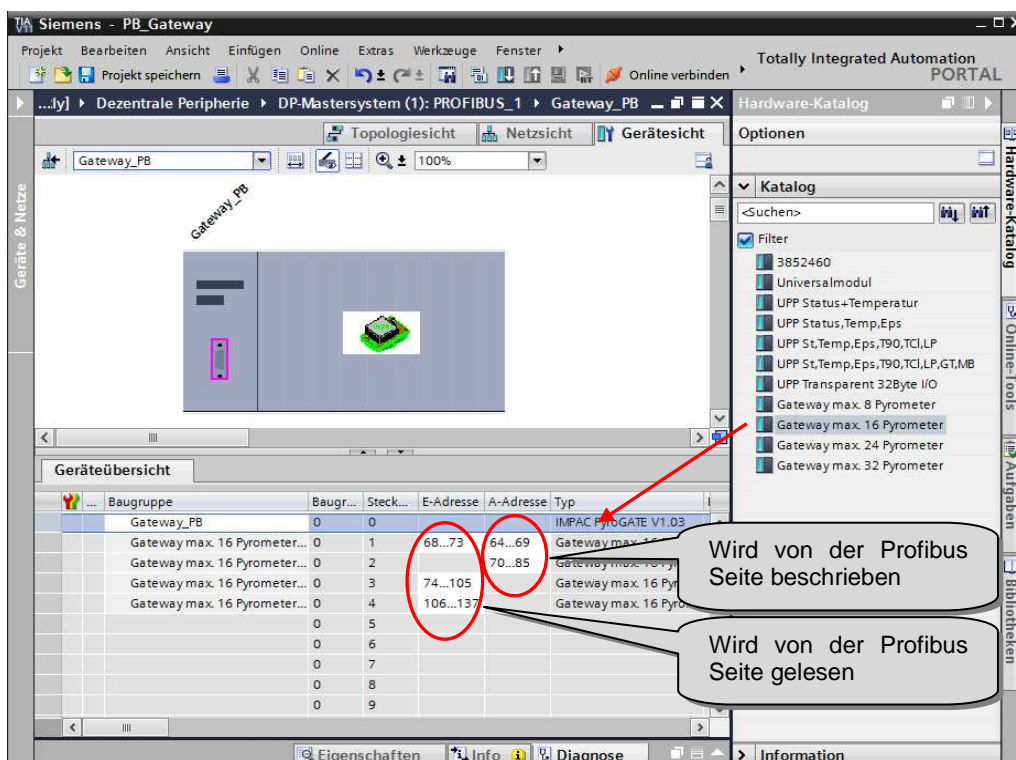 Siemens - PB_Gateway
Projekt Bearbeiten Ansicht Einfügen Online Extras Werkzeuge Fenster
Totally Integrated Automation
PORTAL
Projekt speichern Online verbinden
...ly] Dezentrale Peripherie DP-Mastersystem (1): PROFIBUS_1 Gateway_PB
Hardware-Katalog
Topologiesicht Netzsicht Gerätesicht
Optionen
Gateway_PB 100%
Geräte & Netze
Gateway_PB
Katalog
<Suchen>
Filter
3852460
Universalmodul
UPP Status+Temperatur
UPP Status,Temp,Eps
UPP St,Temp,Eps,T90,TCl,LP
UPP St,Temp,Eps,T90,TCl,LP,GT,MB
UPP Transparent 32Byte I/O
Gateway max. 8 Pyrometer
Gateway max. 16 Pyrometer
Gateway max. 24 Pyrometer
Gateway max. 32 Pyrometer
Hardware-Katalog
Online-Tools
Aufgaben
Bibliotheken
Geräteübersicht
... Baugruppe Baugr... Steck... E-Adresse A-Adresse Typ
Gateway_PB 0 0 IMPAC PyroGATE V1.03
Gateway max. 16 Pyrometer... 0 1 68...73 64...69 Gateway max.
Gateway max. 16 Pyrometer... 0 2 70...85 Gateway max. 16 Pyr
Gateway max. 16 Pyrometer... 0 3 74...105 Gateway max. 16 Pyr
Gateway max. 16 Pyrometer... 0 4 106...137 Gateway max. 16 Pyro
0 5
0 6
0 7
0 8
0 9
Wird von der Profibus
Seite beschrieben
Wird von der Profibus
Seite gelesen
Eigenschaften Info Diagnose
Information